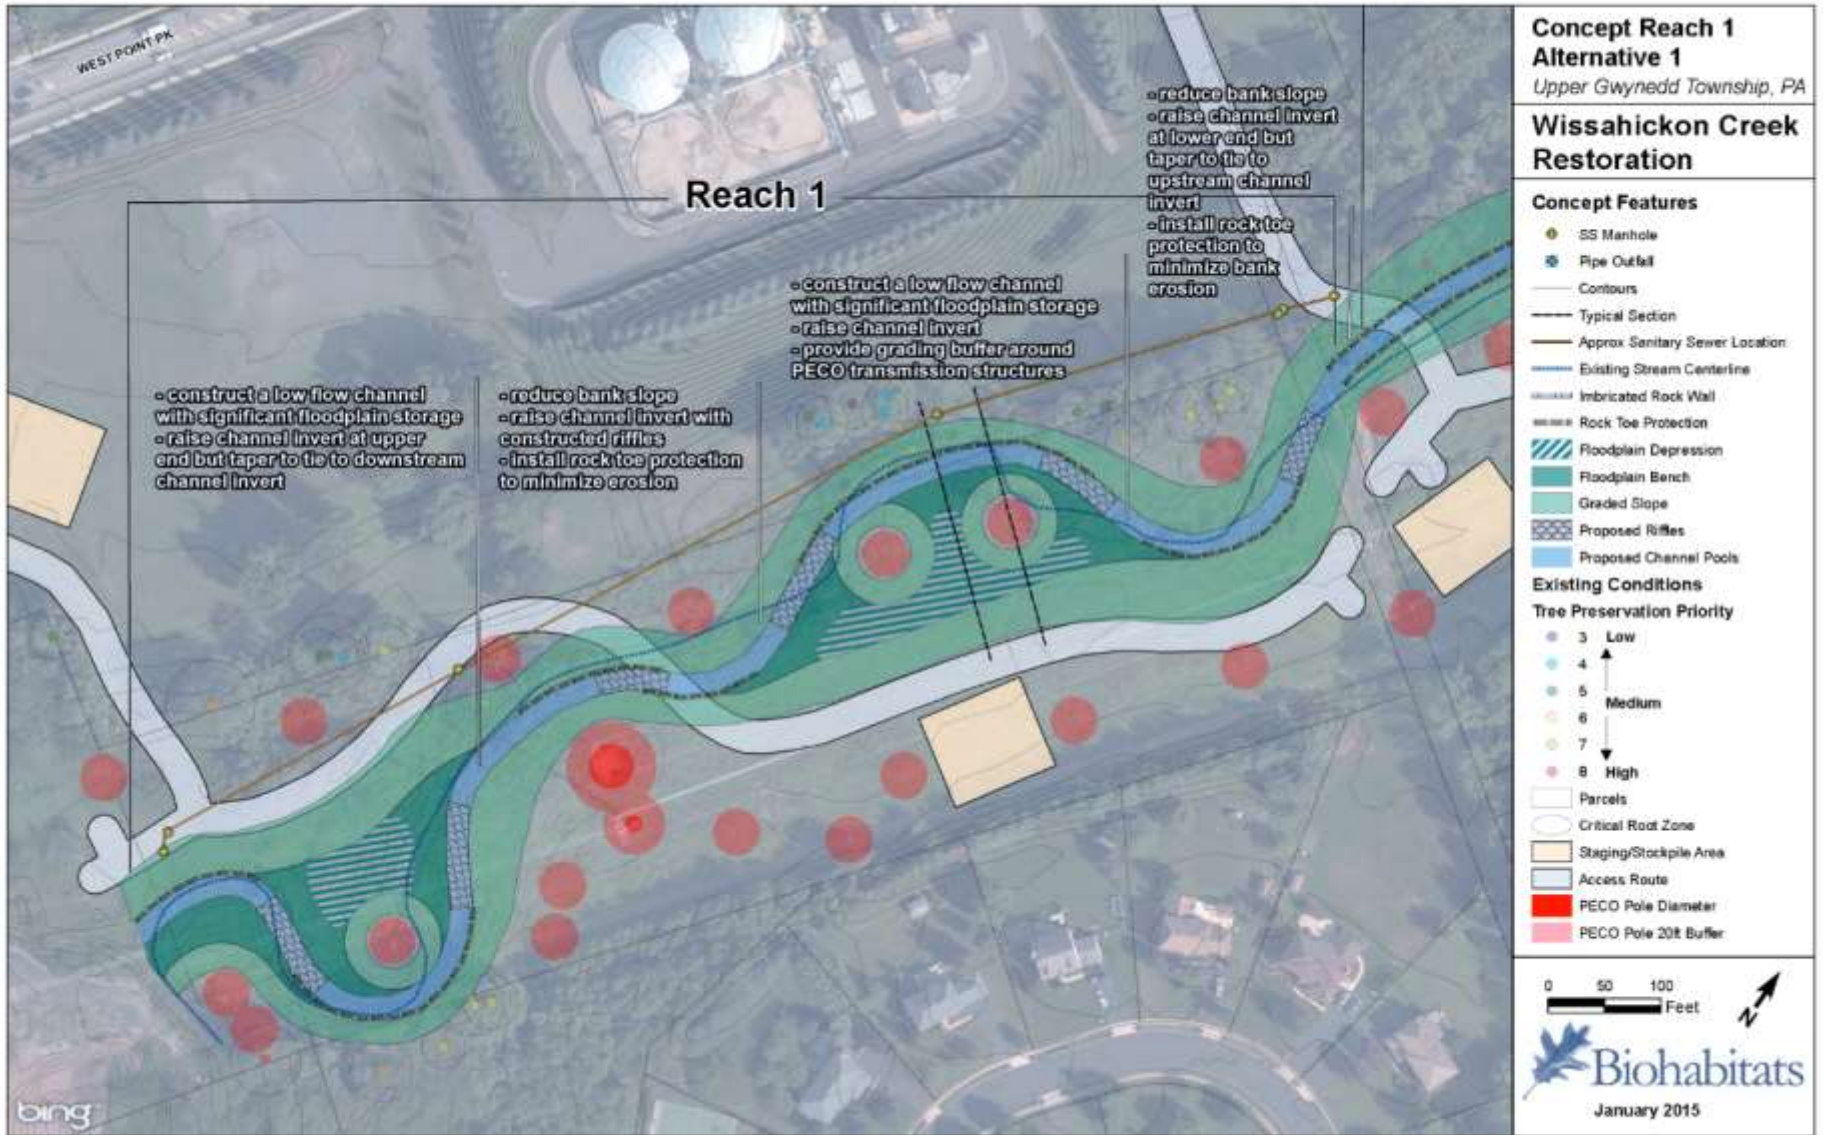 WEST POINT PK
Reach 1
- reduce bank slope
- raise channel invert
at lower end but
taper to tie to
upstream channel
invert
- install rock toe
protection to
minimize bank
erosion
- construct a low flow channel
with significant floodplain storage
- raise channel invert
- provide grading buffer around
PECO transmission structures
- construct a low flow channel
with significant floodplain storage
- raise channel invert at upper
end but taper to tie to downstream
channel invert
- reduce bank slope
- raise channel invert with
constructed riffles
- install rock toe protection
to minimize erosion
bing
Concept Reach 1
Alternative 1
Upper Gwynedd Township, PA
Wissahickon Creek
Restoration
Concept Features
SS Manhole
Pipe Outfall
Contours
Typical Section
Approx Sanitary Sewer Location
Existing Stream Centerline
Imbricated Rock Wall
Rock Toe Protection
Floodplain Depression
Floodplain Bench
Graded Slope
Proposed Riffles
Proposed Channel Pools
Existing Conditions
Tree Preservation Priority
3 Low
4
5
Medium
6
7
8 High
Parcels
Critical Root Zone
Staging/Stockpile Area
Access Route
PECO Pole Diameter
PECO Pole 20ft Buffer
0 50 100
Feet
N
Biohabitats
January 2015